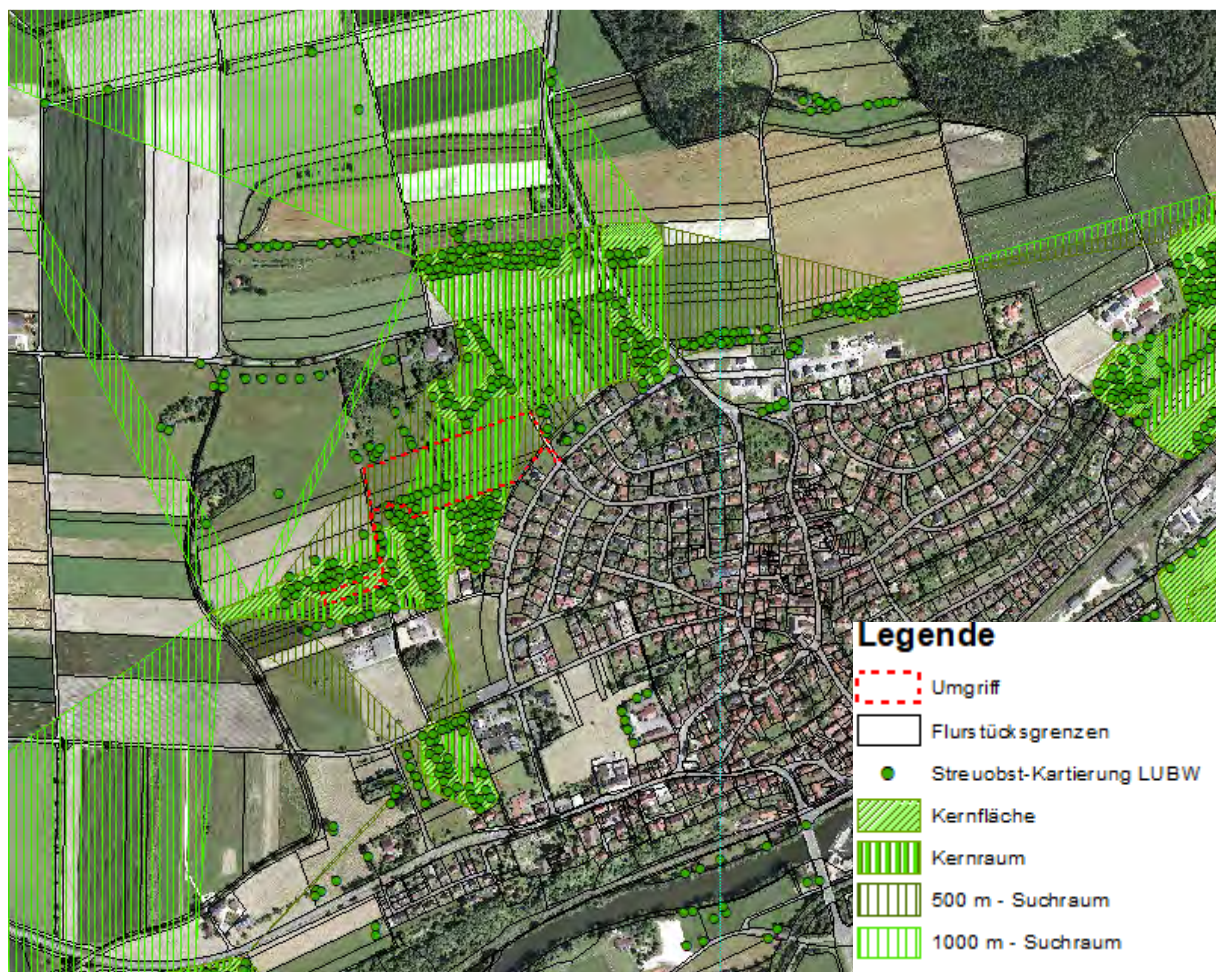 Legende
Umgriff
Flurstücksgrenzen
Streuobst-Kartierung LUBW
Kernfläche
Kernraum
500 m - Suchraum
1000 m - Suchraum